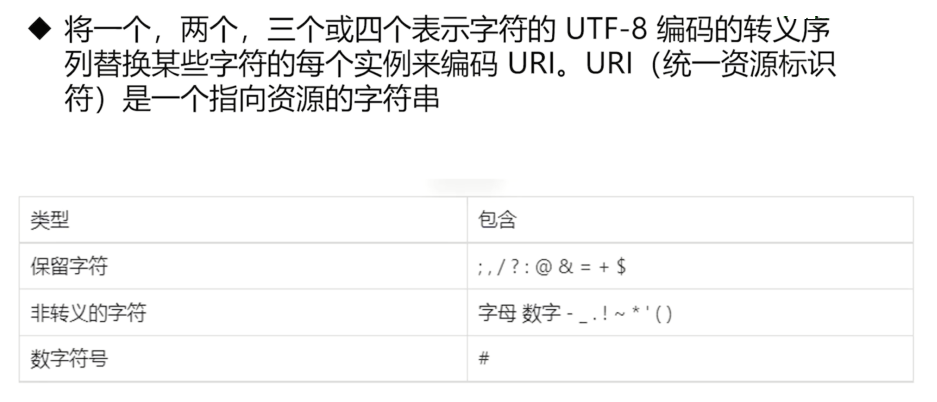 ◆ 将一个，两个，三个或四个表示字符的 UTF-8 编码的转义序
列替换某些字符的每个实例来编码 URI。URI（统一资源标识
符）是一个指向资源的字符串
类型 包含
保留字符 ; , / ? : @ & = + $
非转义的字符 字母 数字 - _ . ! ~ * ' ( )
数字符号 #